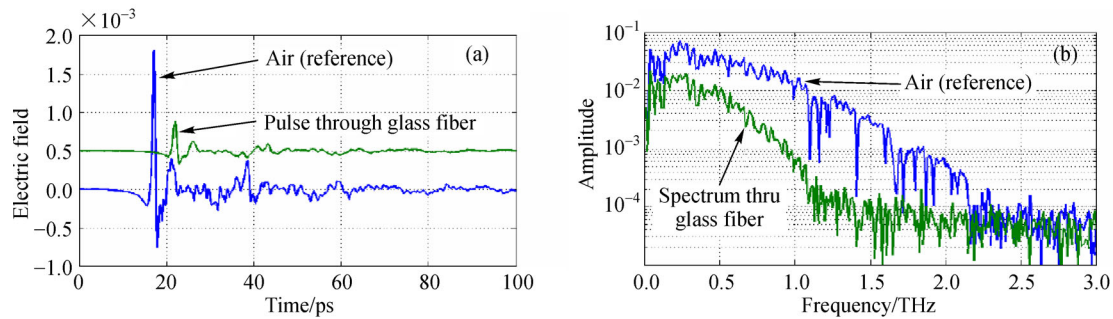 ×10⁻³
2.0
1.5
1.0
0.5
0.0
−0.5
−1.0
Electric field
0
20
40
60
80
100
Time/ps
(a)
Air (reference)
Pulse through glass fiber
10⁻¹
10⁻²
10⁻³
10⁻⁴
Amplitude
0.0
0.5
1.0
1.5
2.0
2.5
3.0
Frequency/THz
(b)
Air (reference)
Spectrum thru
glass fiber